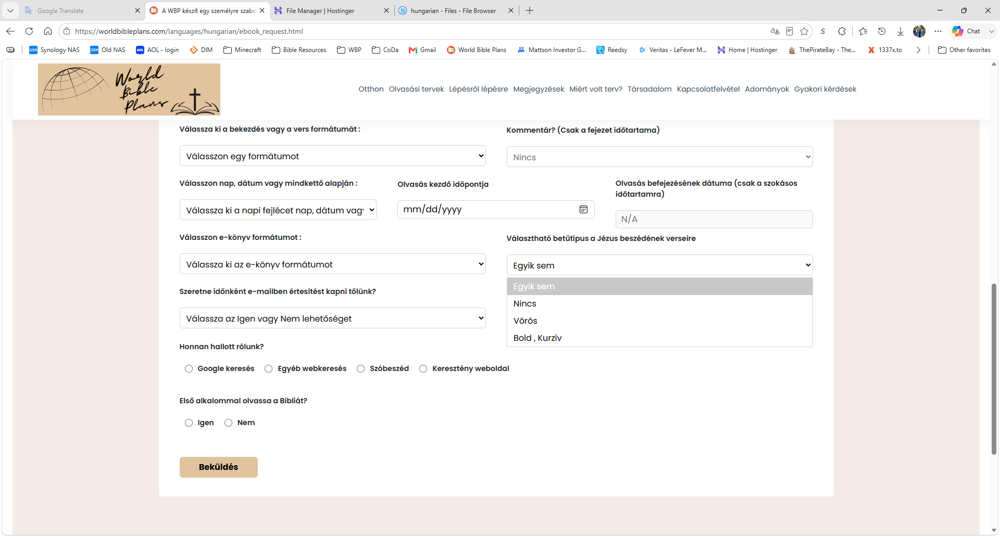 Google Translate
A WBP készít egy személyre szabo
File Manager | Hostinger
hungarian - Files - File Browser
https://worldbibleplans.com/languages/hungarian/ebook_request.html
Chat
Synology NAS
Old NAS
AOL - login
DIM
Minecraft
Bible Resources
WBP
CoDa
Gmail
World Bible Plans
Mattson Investor G...
Reedsy
Veritas - LeFever M...
Home | Hostinger
ThePirateBay - The...
1337x.to
Other favorites
World
Bible
Plans
Otthon Olvasási tervek Lépésről lépésre Megjegyzések Miért volt terv? Társadalom Kapcsolatfelvétel Adományok Gyakori kérdések
Válassza ki a bekezdés vagy a vers formátumát :
Kommentár? (Csak a fejezet időtartama)
Válasszon egy formátumot
Nincs
Válasszon nap, dátum vagy mindkettő alapján :
Olvasás kezdő időpontja
Olvasás befejezésének dátuma (csak a szokásos
időtartamra)
Válassza ki a napi fejlécet nap, dátum vagy
mm/dd/yyyy
N/A
Válasszon e-könyv formátumot :
Választható betűtípus a Jézus beszédének verseire
Válassza ki az e-könyv formátumot
Egyik sem
Egyik sem
Nincs
Vörös
Bold , Kurzív
Szeretne időnként e-mailben értesítést kapni tőlünk?
Válassza az Igen vagy Nem lehetőséget
Honnan hallott rólunk?
Google keresés Egyéb webkeresés Szóbeszéd Keresztény weboldal
Első alkalommal olvassa a Bibliát?
Igen Nem
Beküldés